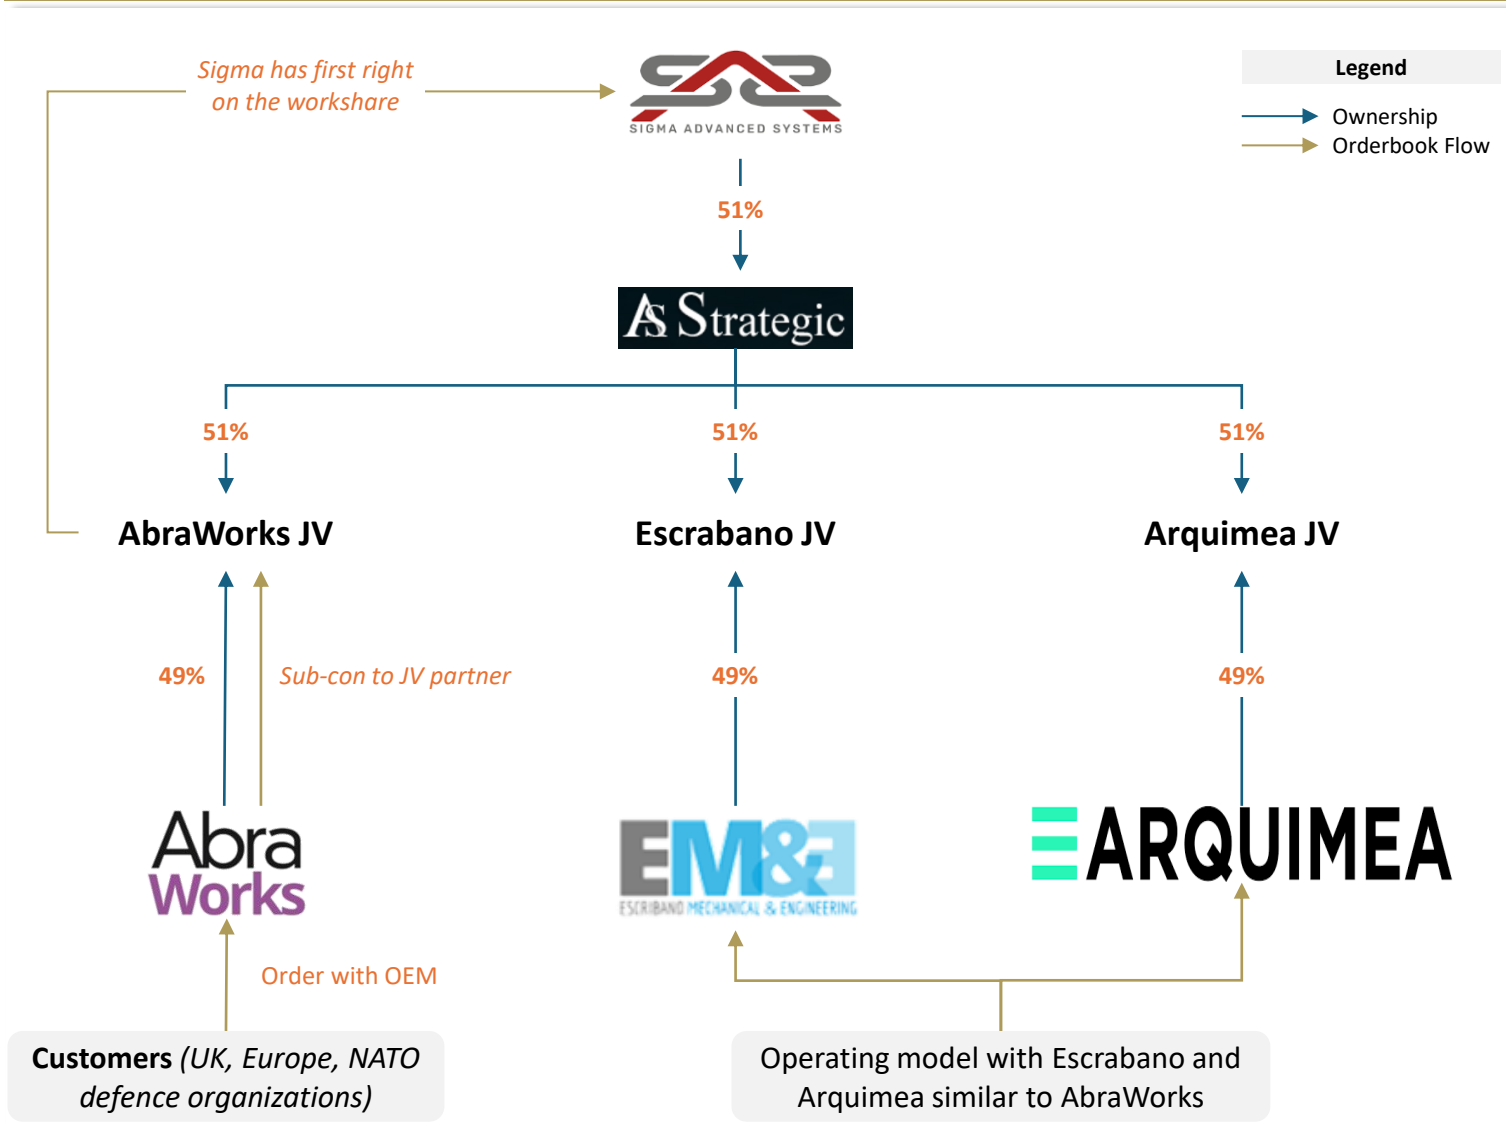 Sigma has first right
on the workshare
SIGMA ADVANCED SYSTEMS
Legend
Ownership
Orderbook Flow
51%
AS Strategic
51%
51%
51%
AbraWorks JV
Escrabano JV
Arquimea JV
49%
Sub-con to JV partner
49%
49%
Abra
Works
EM&E
ESCRIBANO MECHANICAL & ENGINEERING
ARQUIMEA
Order with OEM
Customers (UK, Europe, NATO
defence organizations)
Operating model with Escrabano and
Arquimea similar to AbraWorks